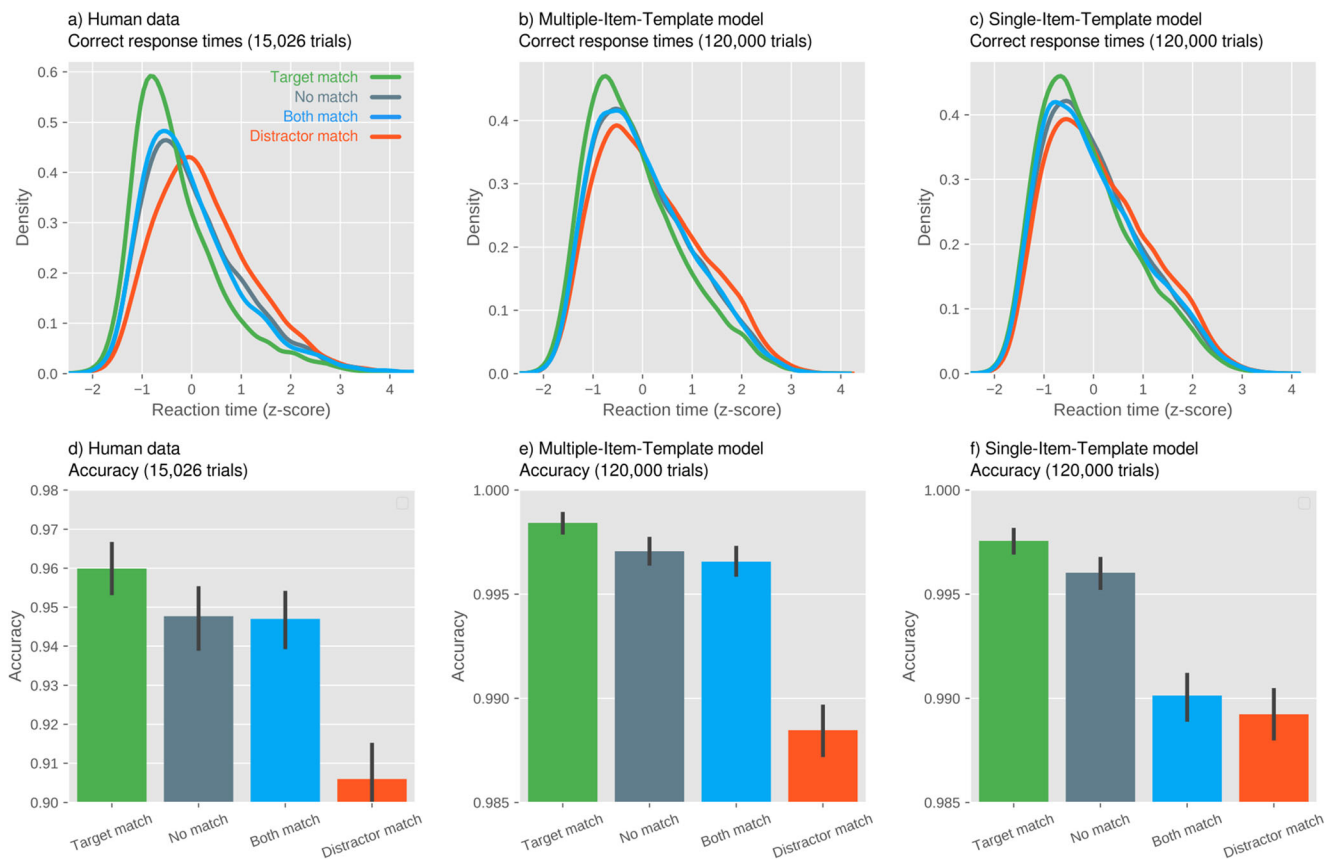 a) Human data
Correct response times (15,026 trials)
b) Multiple-Item-Template model
Correct response times (120,000 trials)
c) Single-Item-Template model
Correct response times (120,000 trials)
Target match
No match
Both match
Distractor match
0.6
0.5
0.4
0.3
0.2
0.1
0.0
Density
−2 −1 0 1 2 3 4
Reaction time (z-score)
0.4
0.3
0.2
0.1
0.0
Density
−2 −1 0 1 2 3 4
Reaction time (z-score)
0.4
0.3
0.2
0.1
0.0
Density
−2 −1 0 1 2 3 4
Reaction time (z-score)
d) Human data
Accuracy (15,026 trials)
e) Multiple-Item-Template model
Accuracy (120,000 trials)
f) Single-Item-Template model
Accuracy (120,000 trials)
0.98
0.97
0.96
0.95
0.94
0.93
0.92
0.91
0.90
Accuracy
Target match No match Both match Distractor match
1.000
0.995
0.990
0.985
Accuracy
Target match No match Both match Distractor match
1.000
0.995
0.990
0.985
Accuracy
Target match No match Both match Distractor match